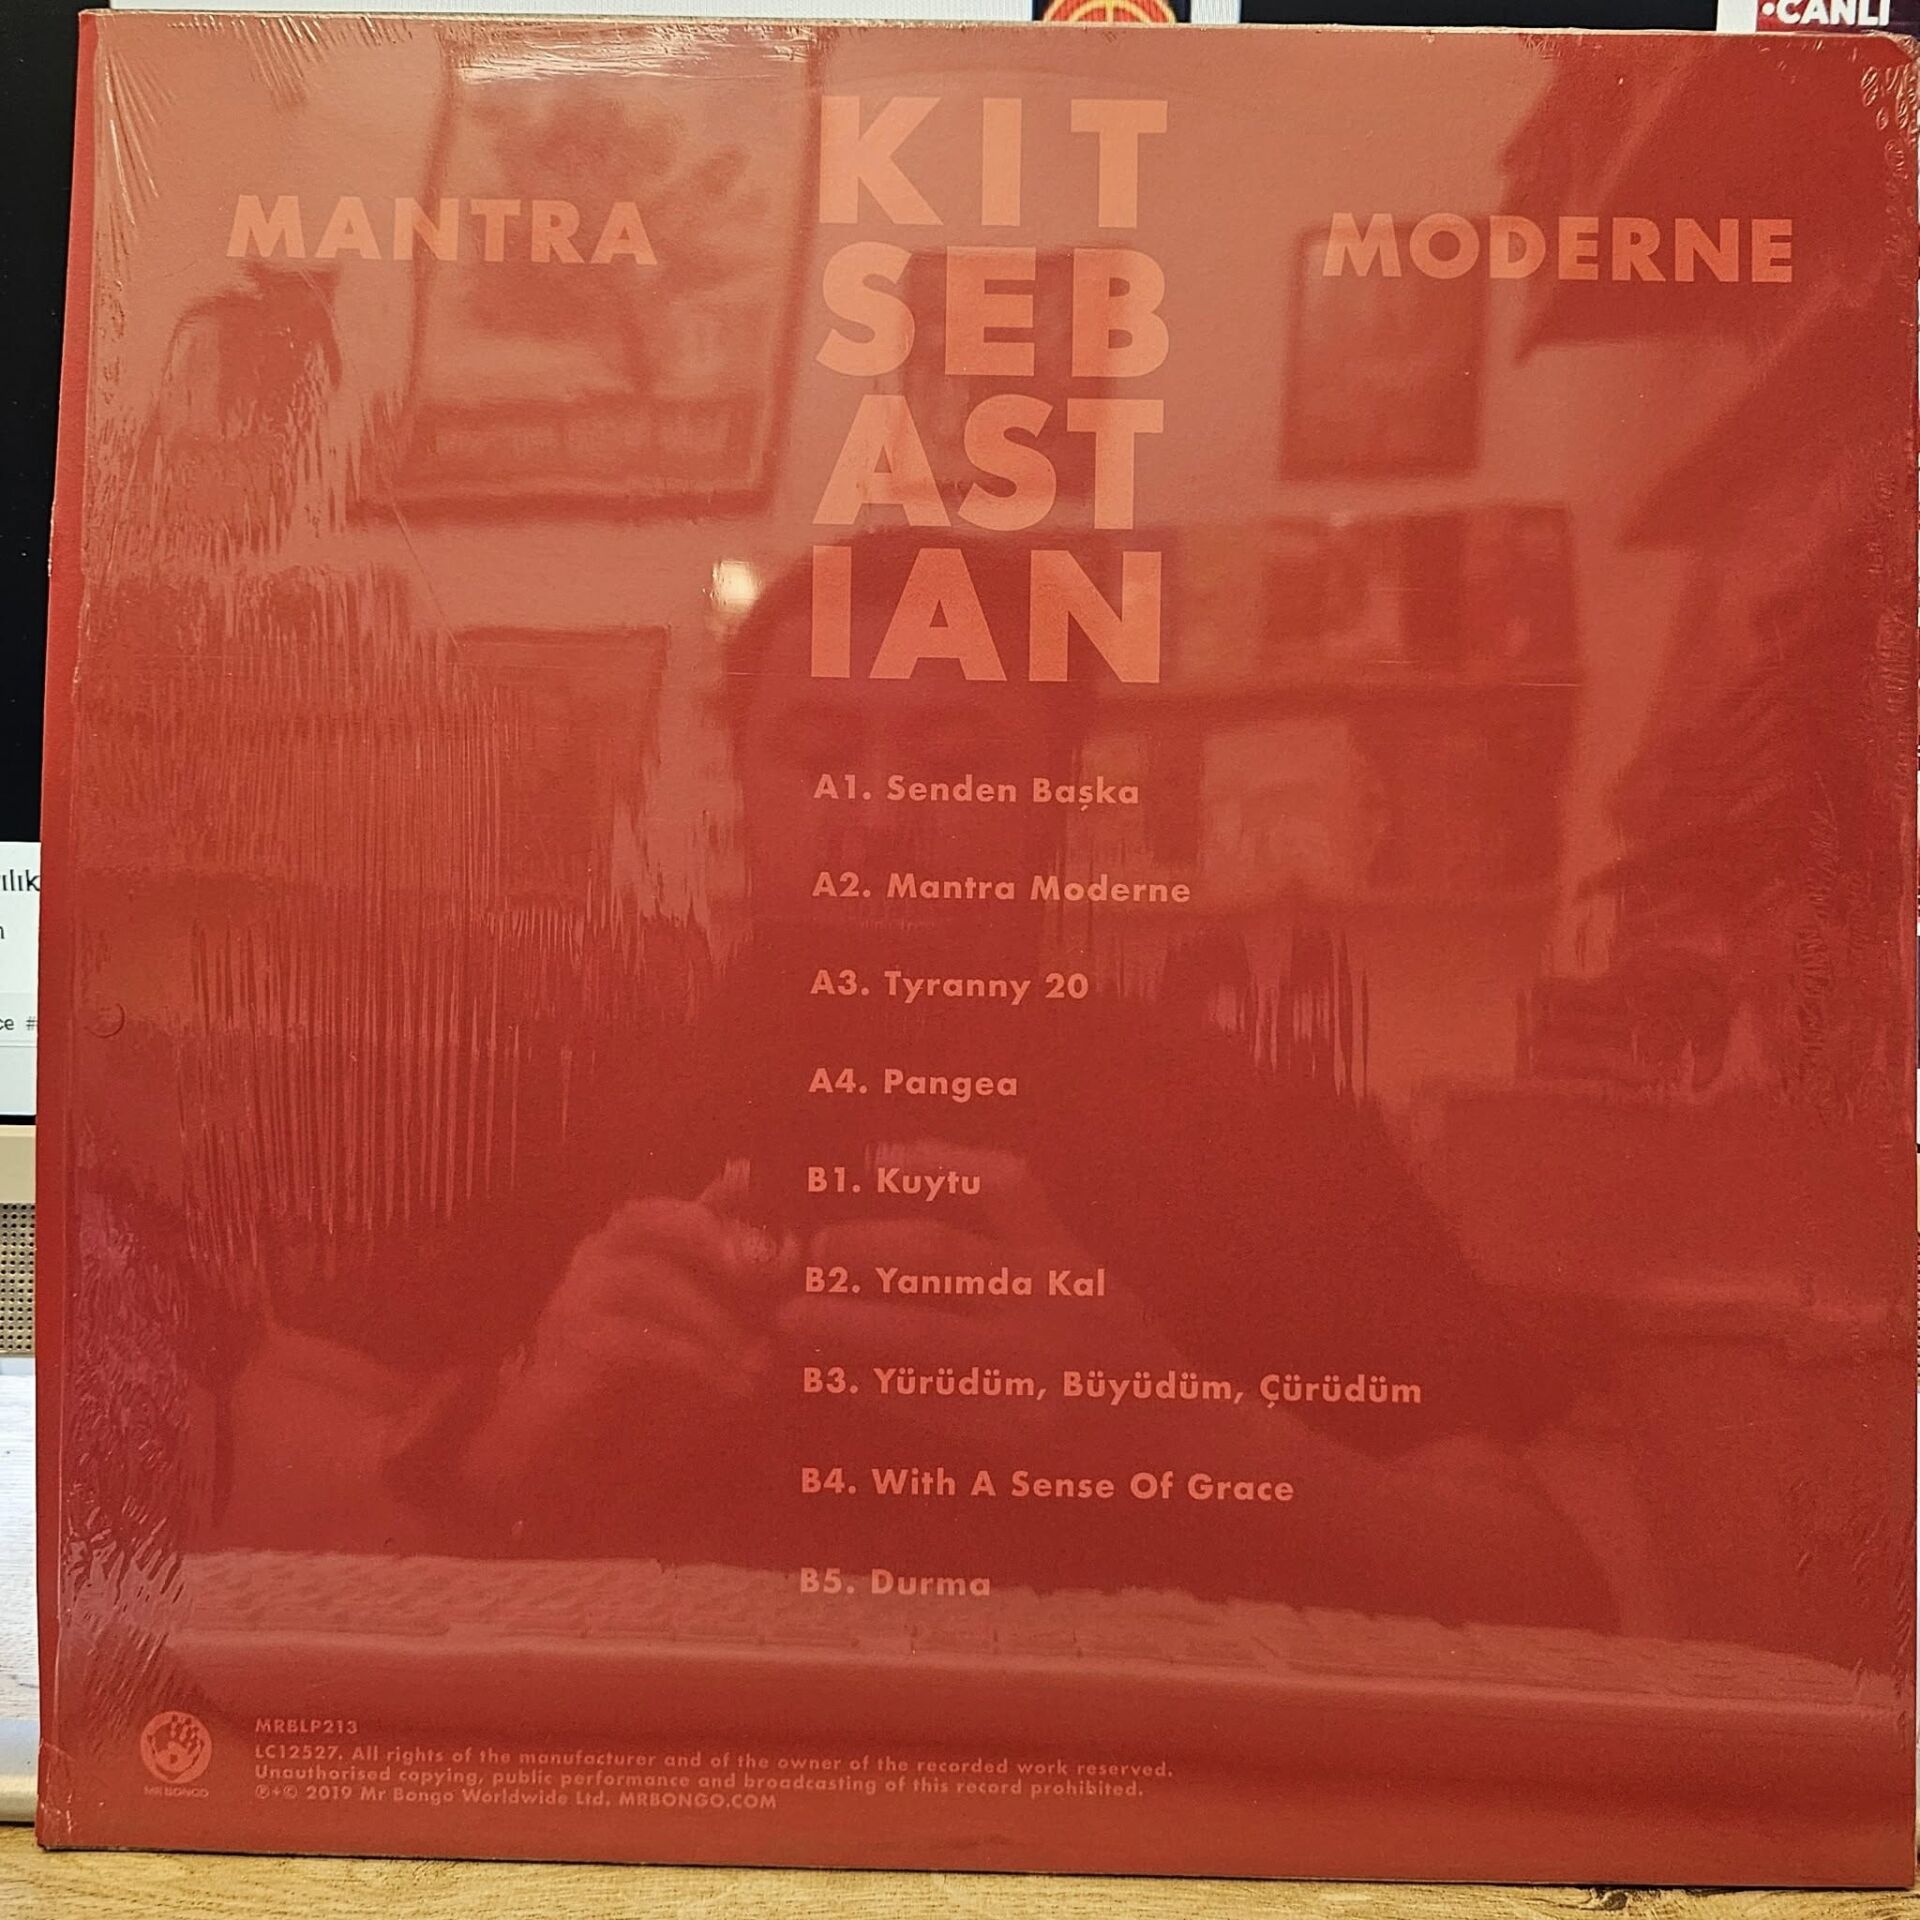 •CANLI
KIT
SEB
AST
IAN
MANTRA
MODERNE
A1. Senden Başka
A2. Mantra Moderne
A3. Tyranny 20
A4. Pangea
B1. Kuytu
B2. Yanımda Kal
B3. Yürüdüm, Büyüdüm, Çürüdüm
B4. With A Sense Of Grace
B5. Durma
MRBLP213
LC12527. All rights of the manufacturer and of the owner of the recorded work reserved.
Unauthorised copying, public performance and broadcasting of this record prohibited.
℗+© 2019 Mr Bongo Worldwide Ltd. MRBONGO.COM
MR BONGO